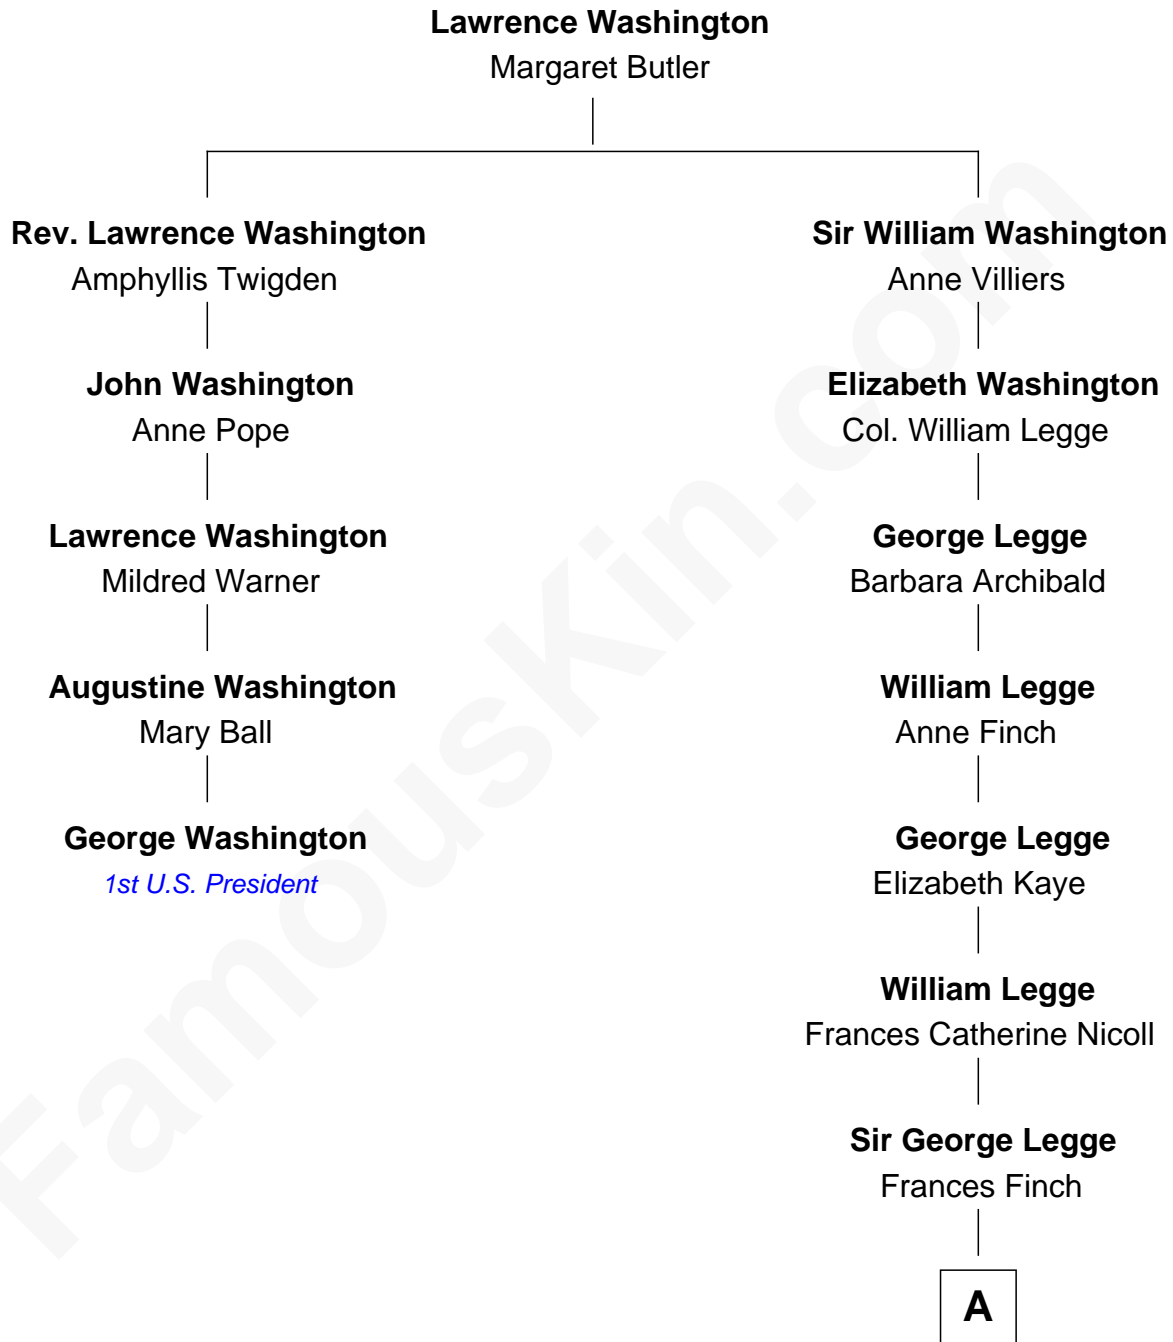 Lawrence Washington
Margaret Butler
Rev. Lawrence Washington
Amphyllis Twigden
John Washington
Anne Pope
Lawrence Washington
Mildred Warner
Augustine Washington
Mary Ball
George Washington
1st U.S. President
Sir William Washington
Anne Villiers
Elizabeth Washington
Col. William Legge
George Legge
Barbara Archibald
William Legge
Anne Finch
George Legge
Elizabeth Kaye
William Legge
Frances Catherine Nicoll
Sir George Legge
Frances Finch
A
FamousKin.com